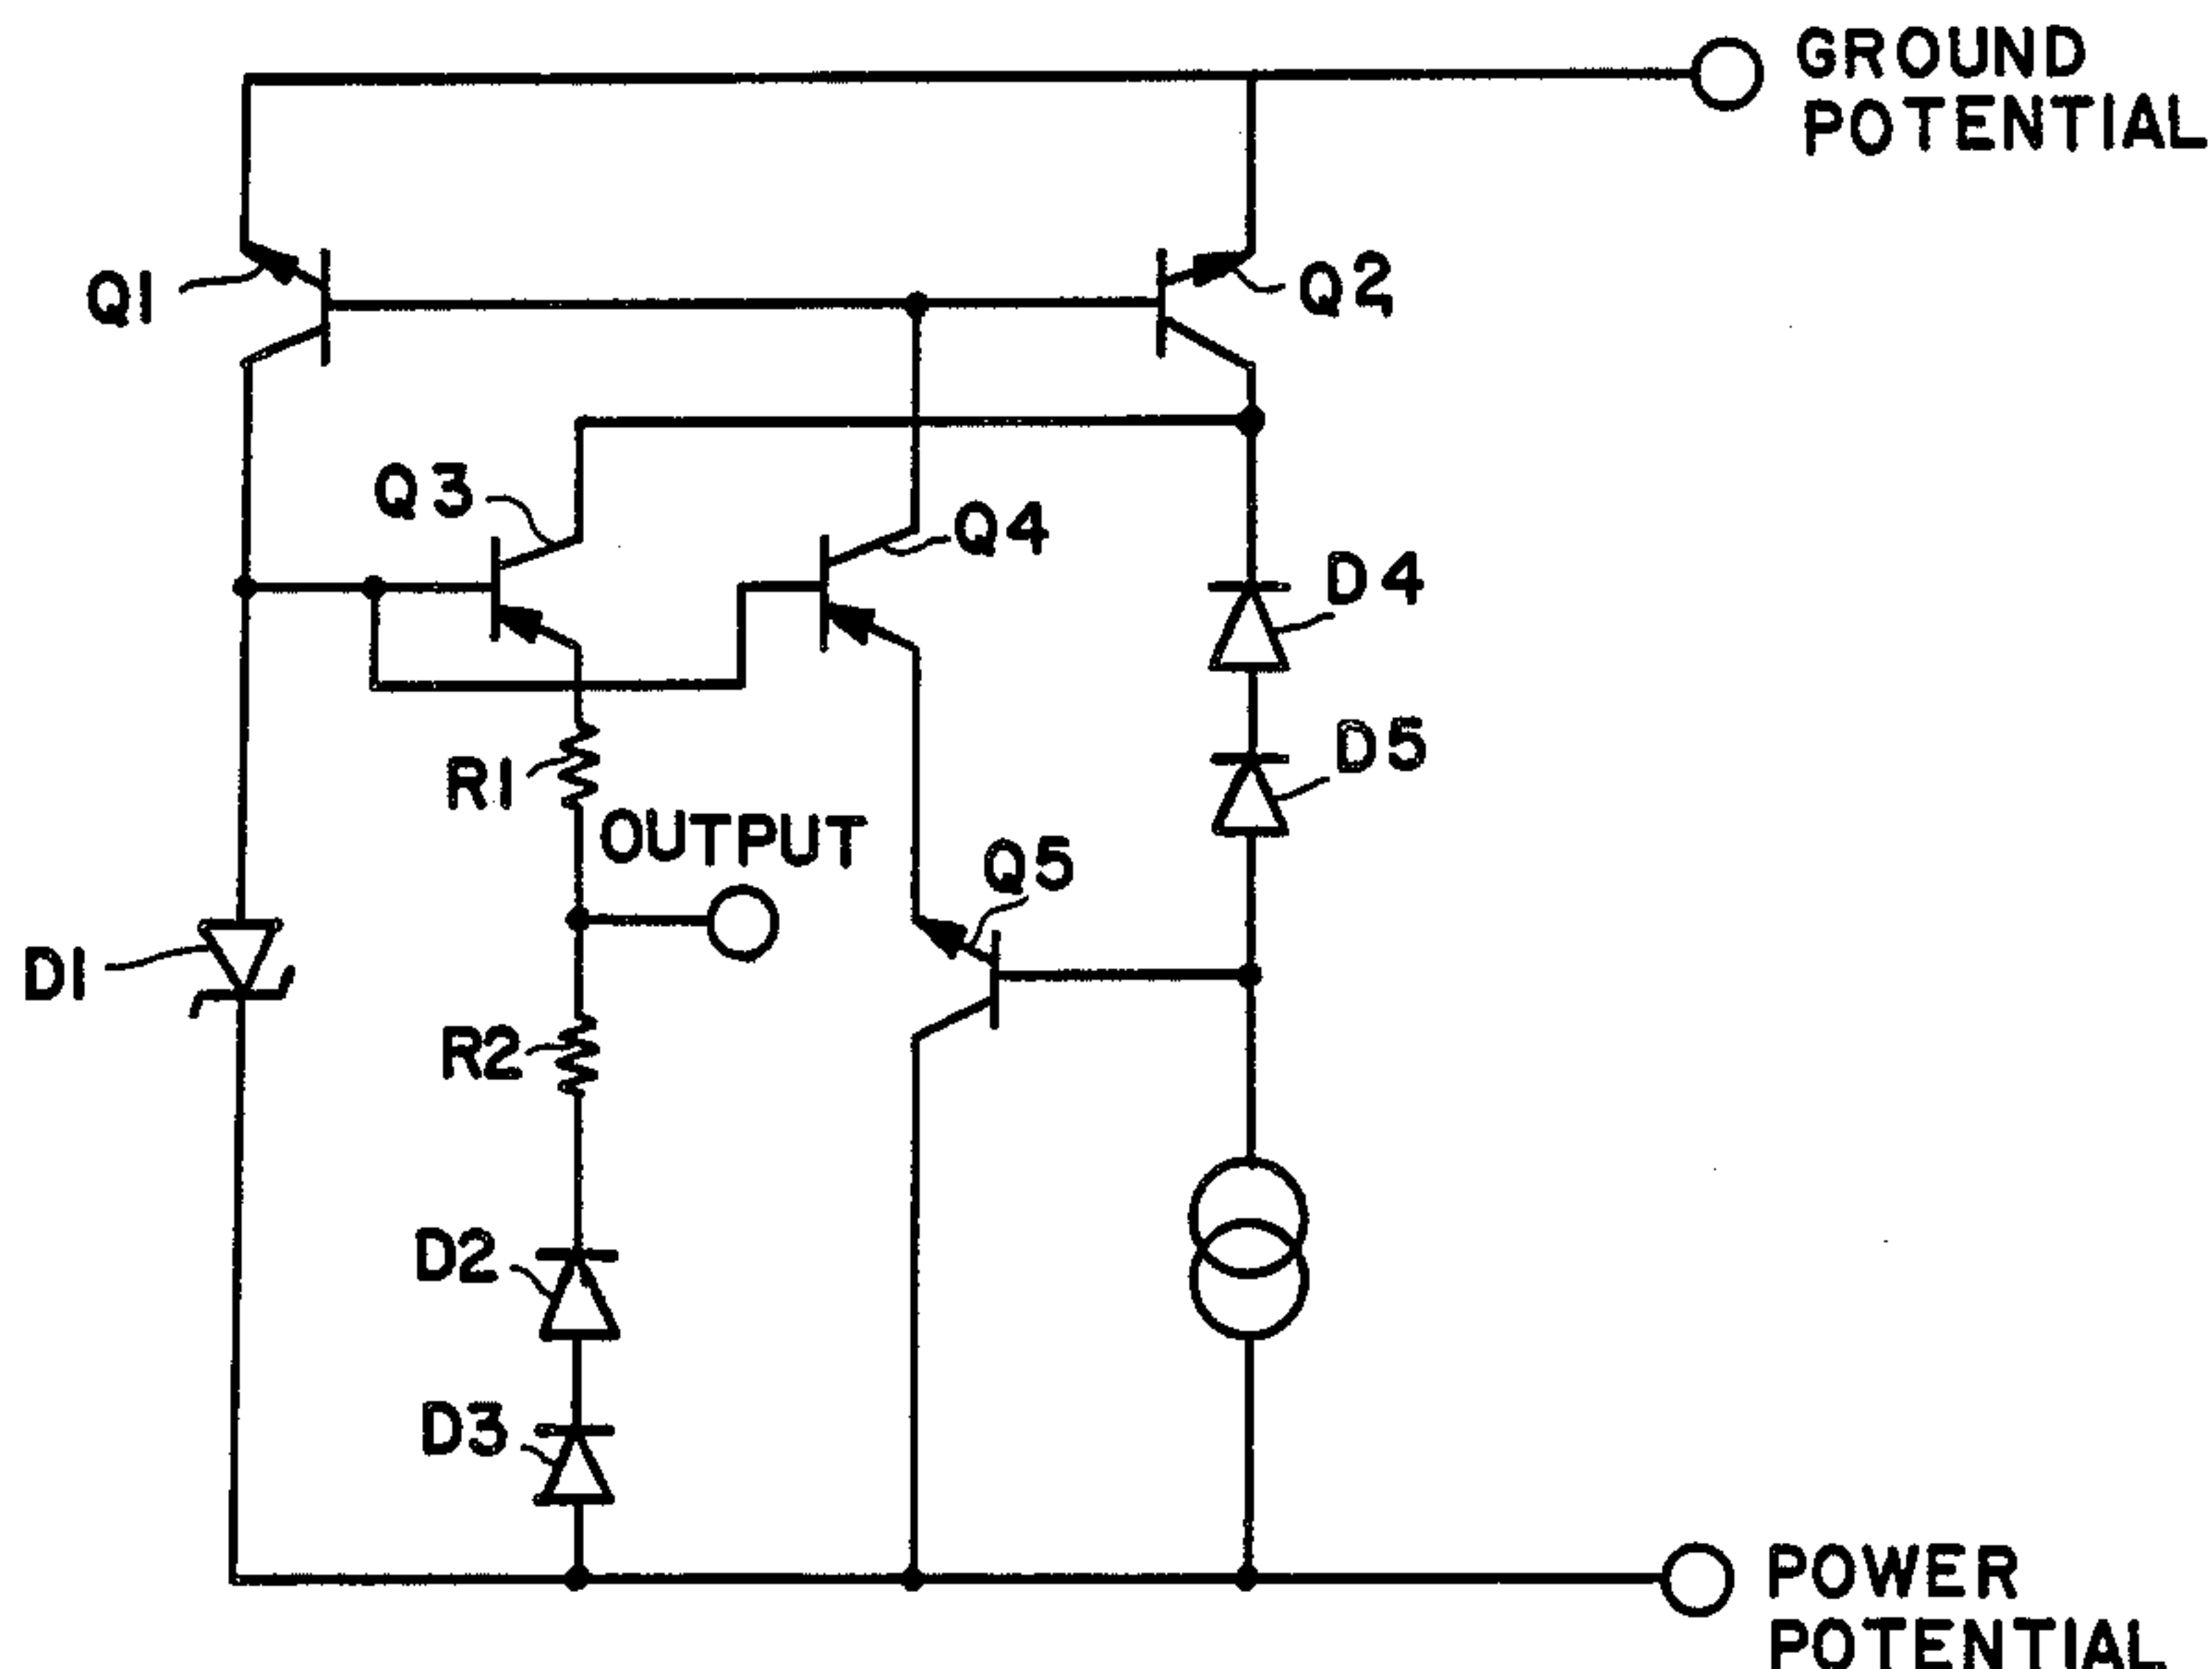 GROUND
POTENTIAL
Q1
Q2
Q3
Q4
D4
R1
D5
OUTPUT
Q5
D1
R2
D2
D3
POWER
POTENTIAL